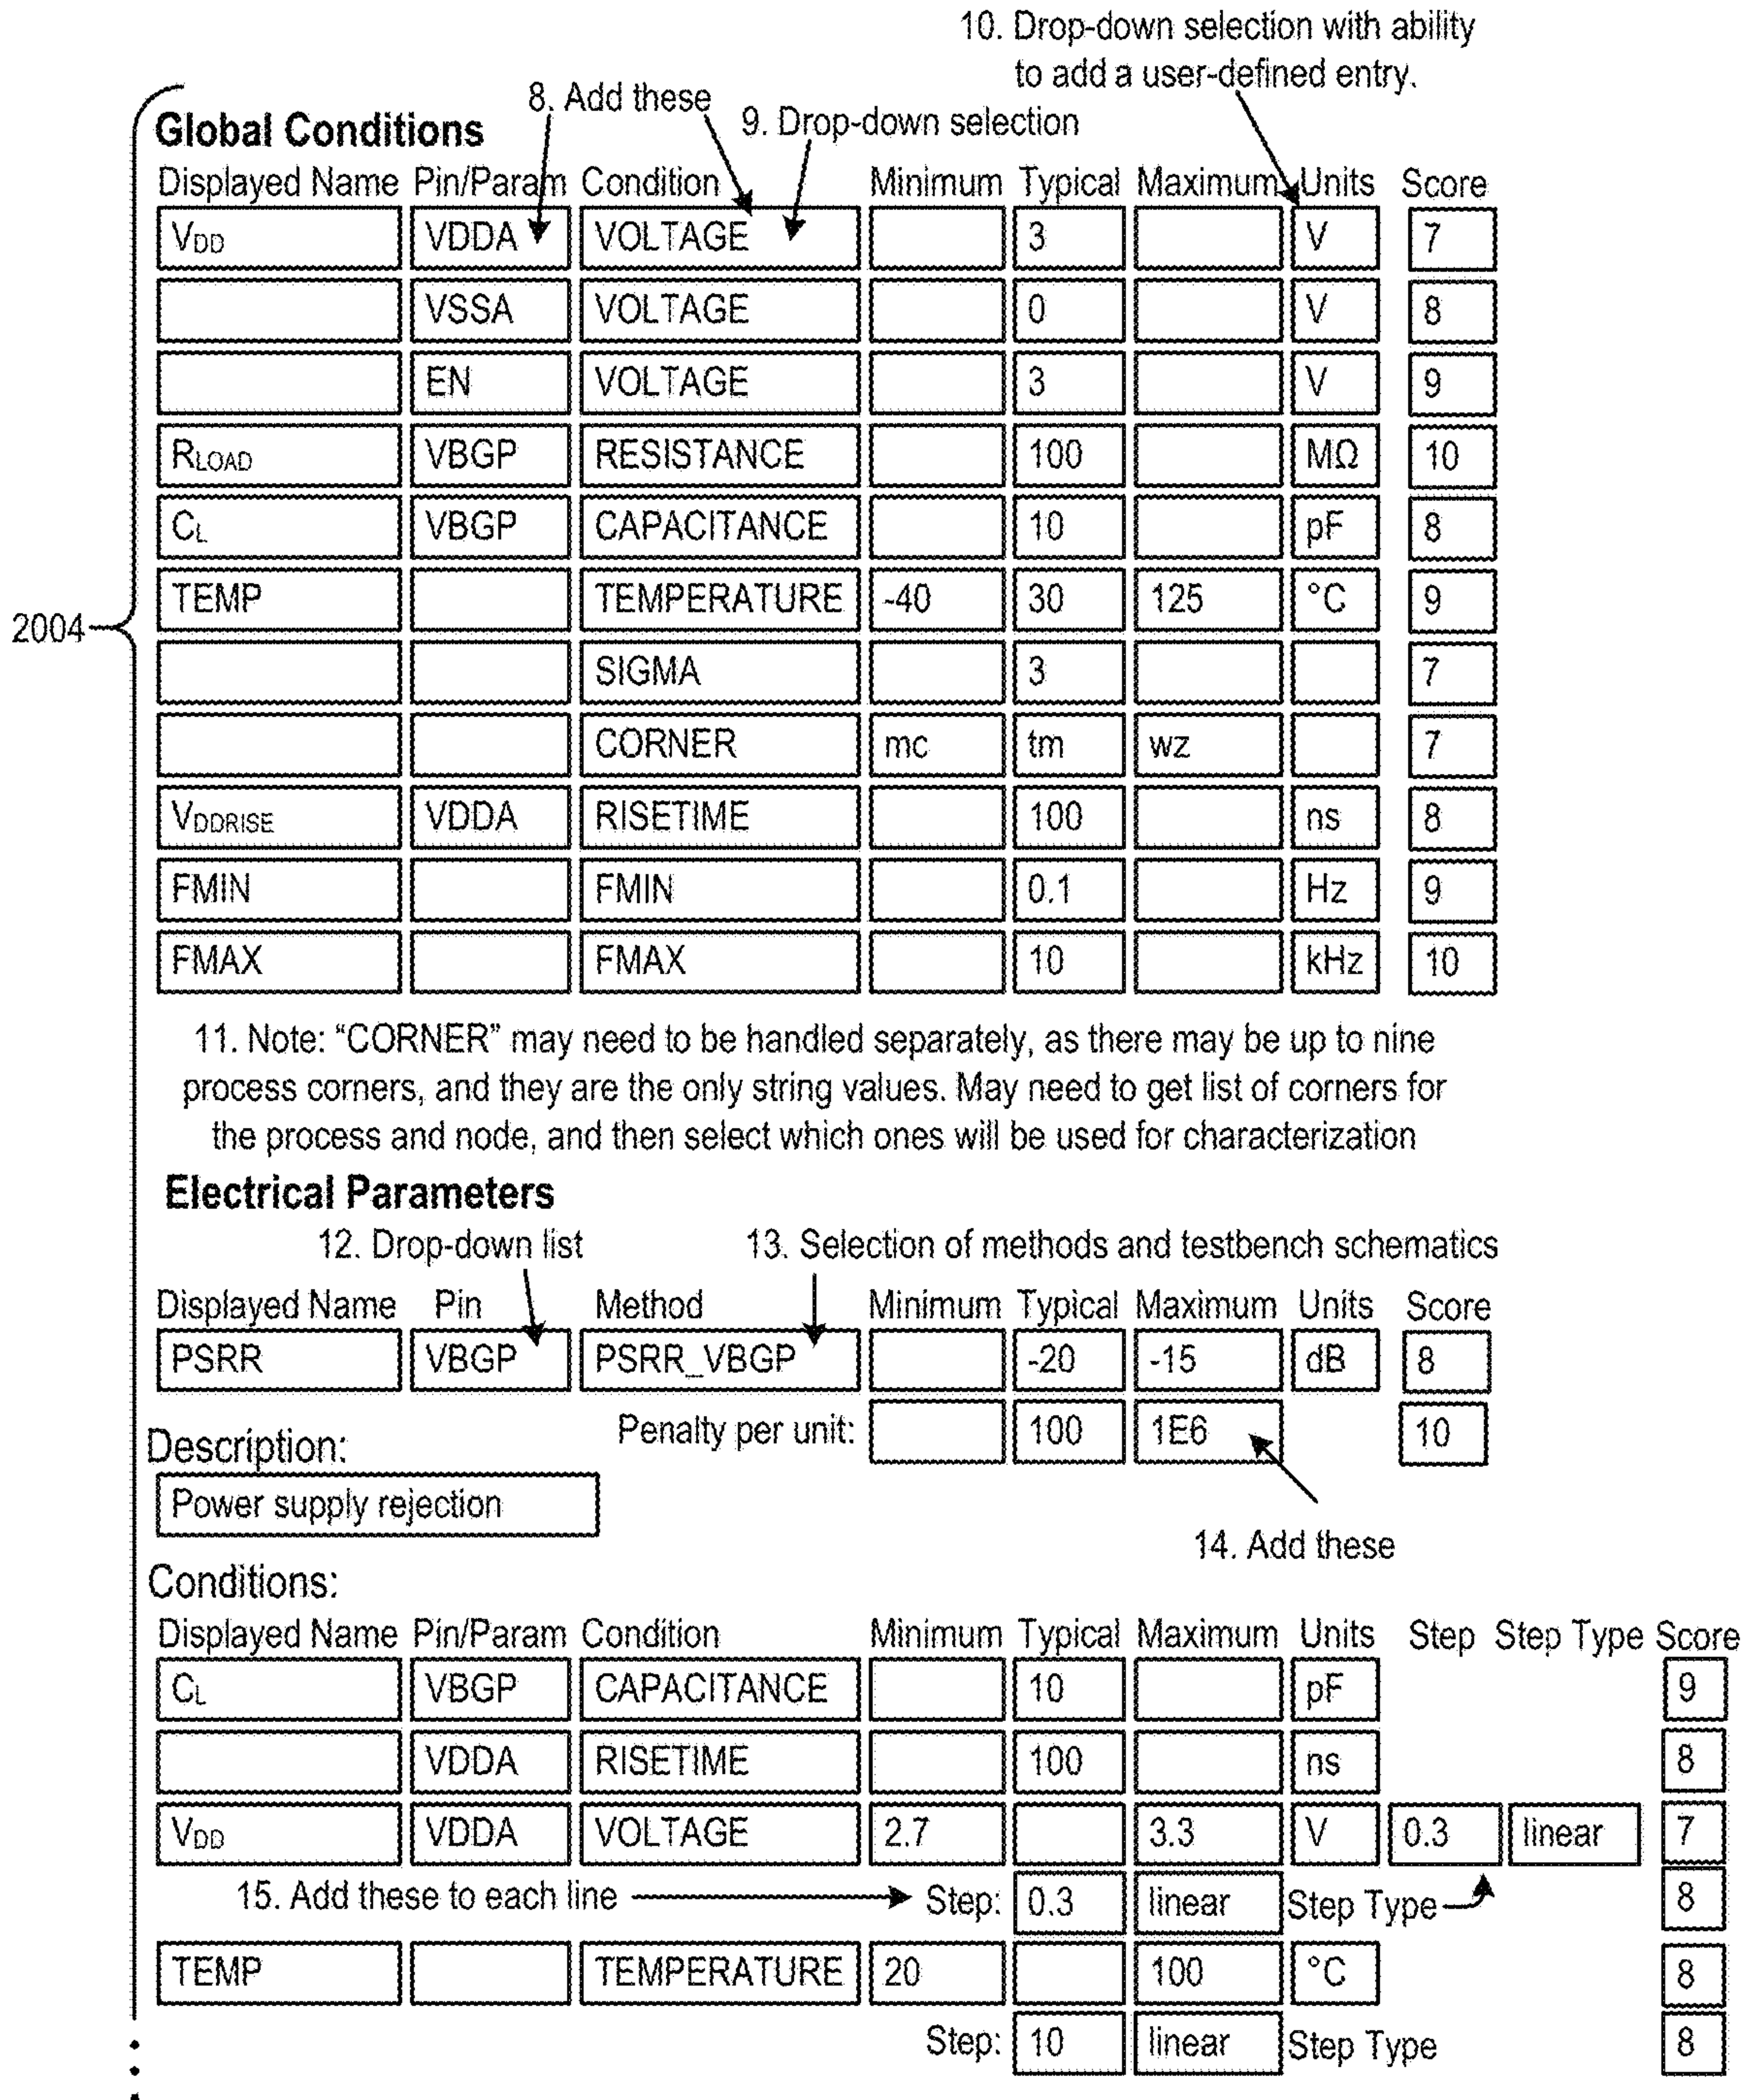 10. Drop-down selection with ability
to add a user-defined entry.
8. Add these
9. Drop-down selection
Global Conditions
Displayed Name Pin/Param Condition Minimum Typical Maximum Units Score
VDD VDDA VOLTAGE 3 V 7
VSSA VOLTAGE 0 V 8
EN VOLTAGE 3 V 9
RLOAD VBGP RESISTANCE 100 MΩ 10
CL VBGP CAPACITANCE 10 pF 8
TEMP TEMPERATURE -40 30 125 °C 9
2004
SIGMA 3 7
CORNER mc tm wz 7
VDDRISE VDDA RISETIME 100 ns 8
FMIN FMIN 0.1 Hz 9
FMAX FMAX 10 kHz 10
11. Note: “CORNER” may need to be handled separately, as there may be up to nine
process corners, and they are the only string values. May need to get list of corners for
the process and node, and then select which ones will be used for characterization
Electrical Parameters
12. Drop-down list 13. Selection of methods and testbench schematics
Displayed Name Pin Method Minimum Typical Maximum Units Score
PSRR VBGP PSRR_VBGP -20 -15 dB 8
Penalty per unit: 100 1E6 10
Description:
Power supply rejection
14. Add these
Conditions:
Displayed Name Pin/Param Condition Minimum Typical Maximum Units Step Step Type Score
CL VBGP CAPACITANCE 10 pF 9
VDDA RISETIME 100 ns 8
VDD VDDA VOLTAGE 2.7 3.3 V 0.3 linear 7
15. Add these to each line Step: 0.3 linear Step Type 8
TEMP TEMPERATURE 20 100 °C 8
Step: 10 linear Step Type 8